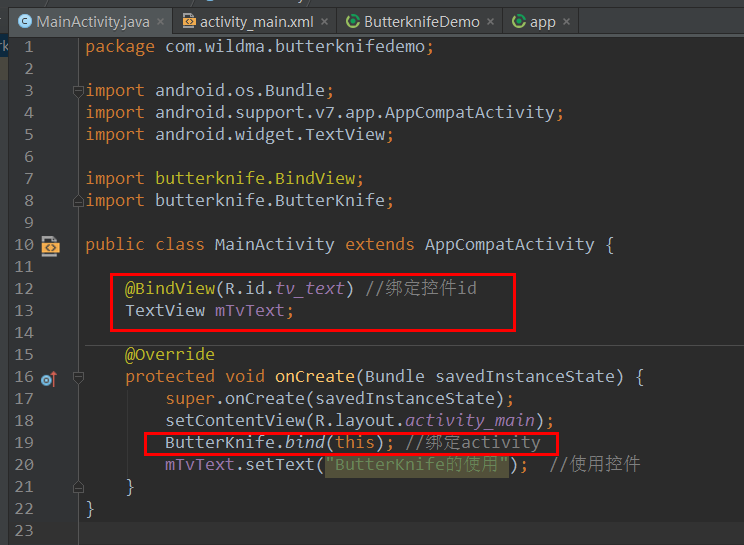 MainActivity.java × activity_main.xml × ButterknifeDemo × app ×
1 package com.wildma.butterknifedemo;
2
3 import android.os.Bundle;
4 import android.support.v7.app.AppCompatActivity;
5 import android.widget.TextView;
6
7 import butterknife.BindView;
8 import butterknife.ButterKnife;
9
10 public class MainActivity extends AppCompatActivity {
11
12 @BindView(R.id.tv_text) //绑定控件id
13 TextView mTvText;
14
15 @Override
16 protected void onCreate(Bundle savedInstanceState) {
17 super.onCreate(savedInstanceState);
18 setContentView(R.layout.activity_main);
19 ButterKnife.bind(this); //绑定activity
20 mTvText.setText("ButterKnife的使用"); //使用控件
21 }
22 }
23